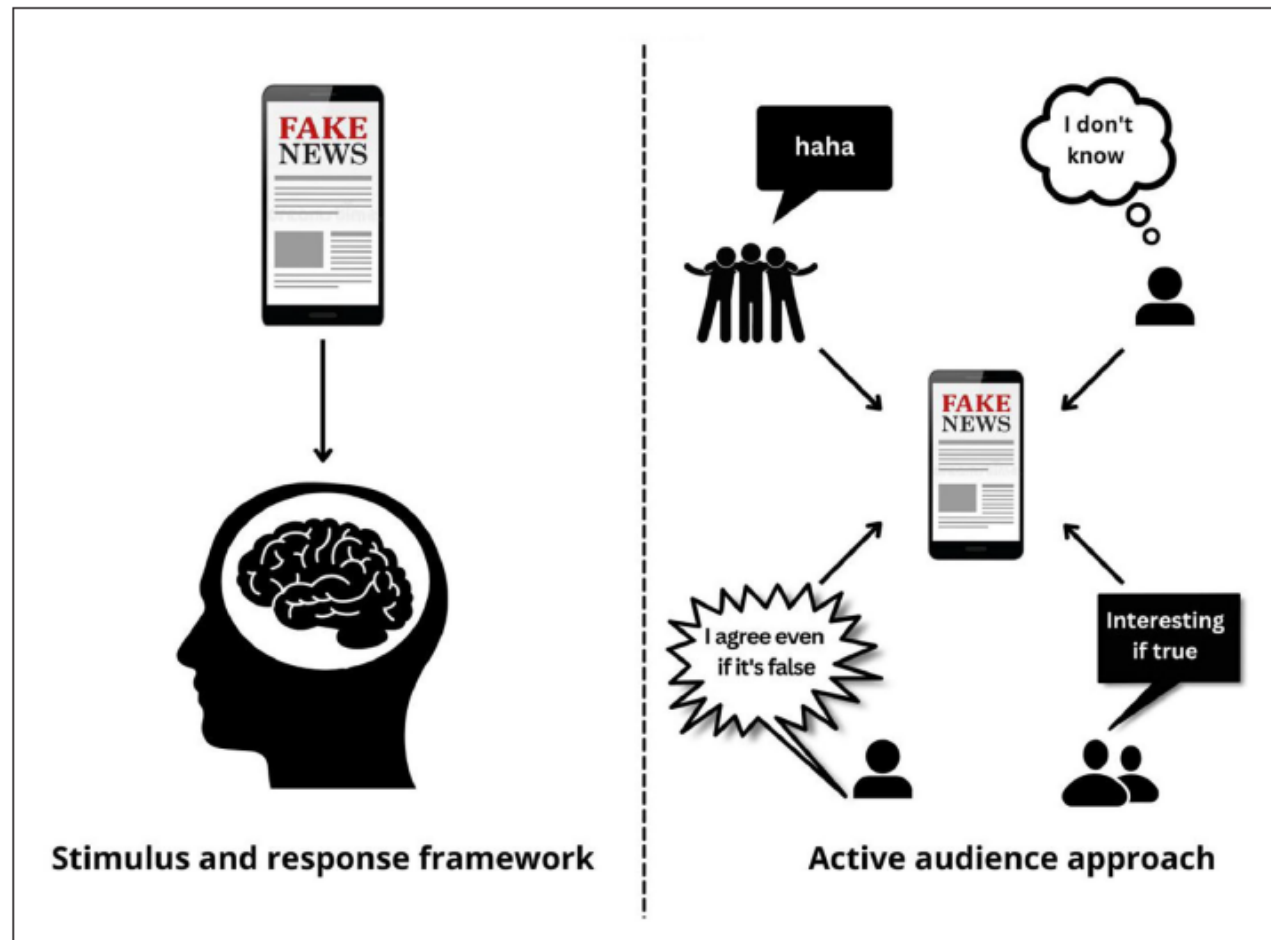 FAKE
NEWS
Stimulus and response framework
haha
I don't
know
FAKE
NEWS
I agree even
if it's false
Interesting
if true
Active audience approach